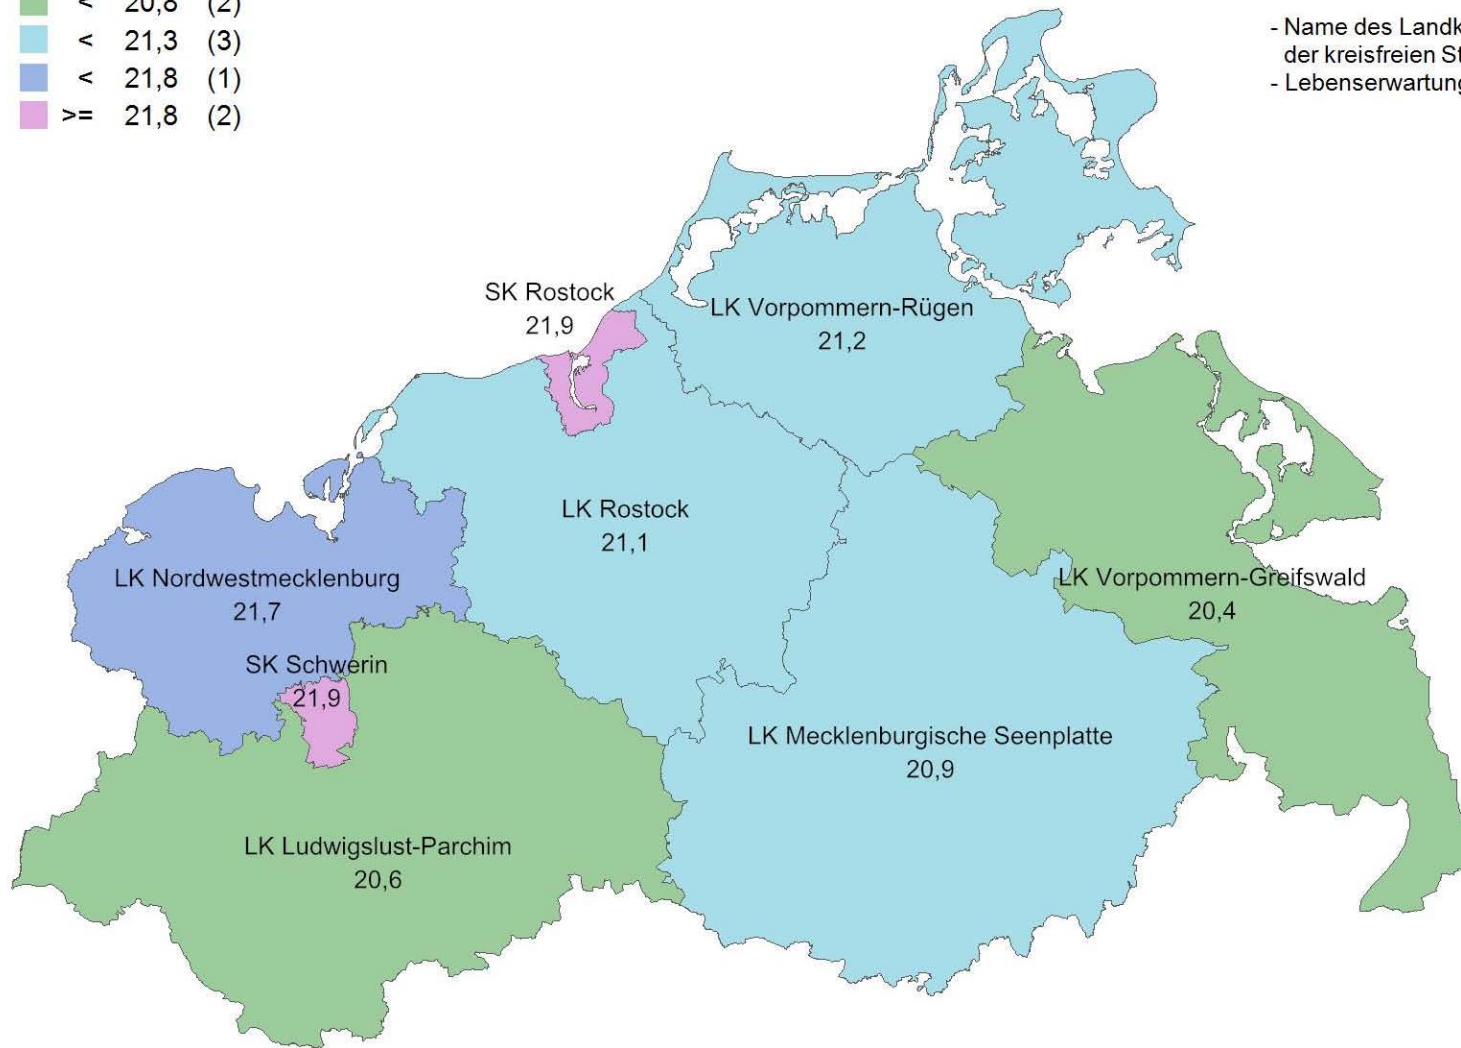 < 20,8 (2)
< 21,3 (3)
< 21,8 (1)
>= 21,8 (2)
- Name des Landk
der kreisfreien St
- Lebenserwartung
SK Rostock
21,9
LK Vorpommern-Rügen
21,2
LK Rostock
21,1
LK Nordwestmecklenburg
21,7
LK Vorpommern-Greifswald
20,4
SK Schwerin
21,9
LK Mecklenburgische Seenplatte
20,9
LK Ludwigslust-Parchim
20,6